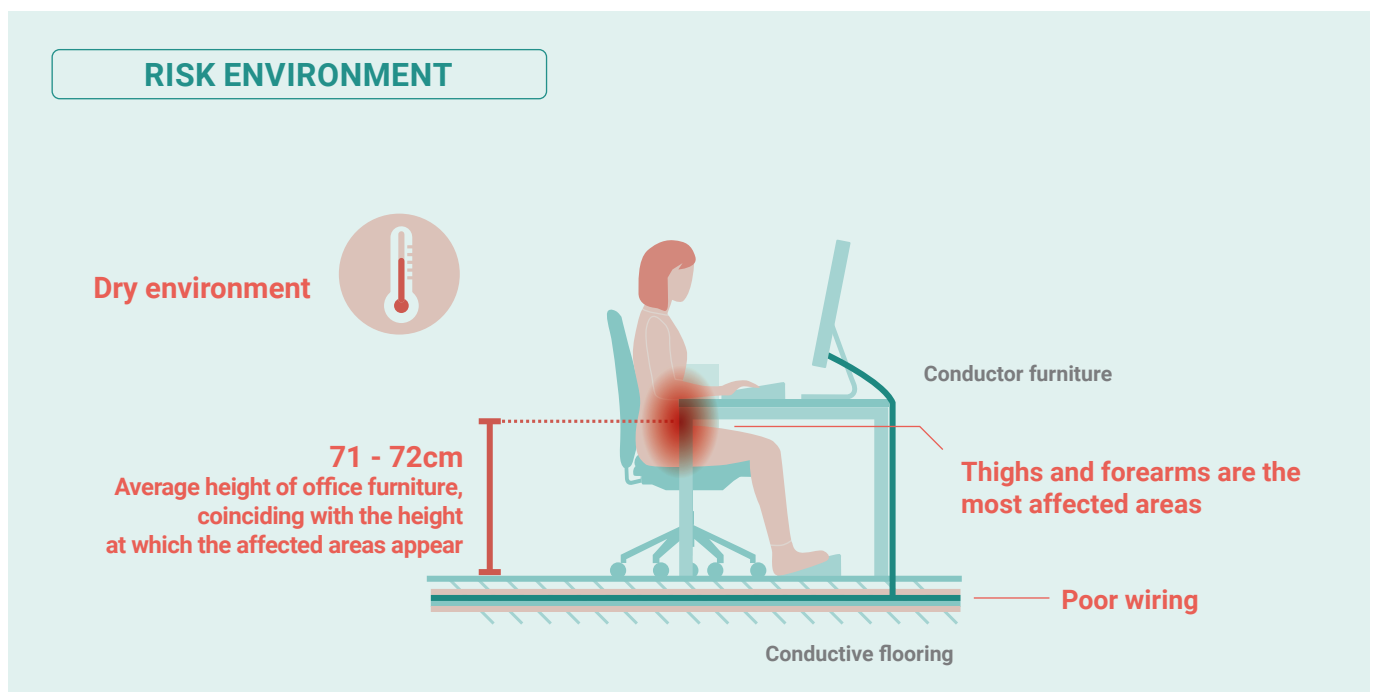 RISK ENVIRONMENT
Dry environment
Conductor furniture
71 - 72cm
Average height of office furniture,
coinciding with the height
at which the affected areas appear
Thighs and forearms are the
most affected areas
Poor wiring
Conductive flooring